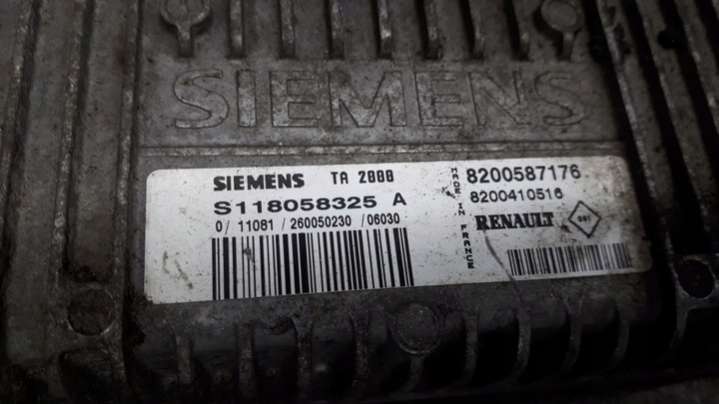 SIEMENS
SIEMENS TA 2000
S118058325 A
0/ 11081 / 260050230 / 06030
MADE IN FRANCE
8200587176
8200410516
RENAULT